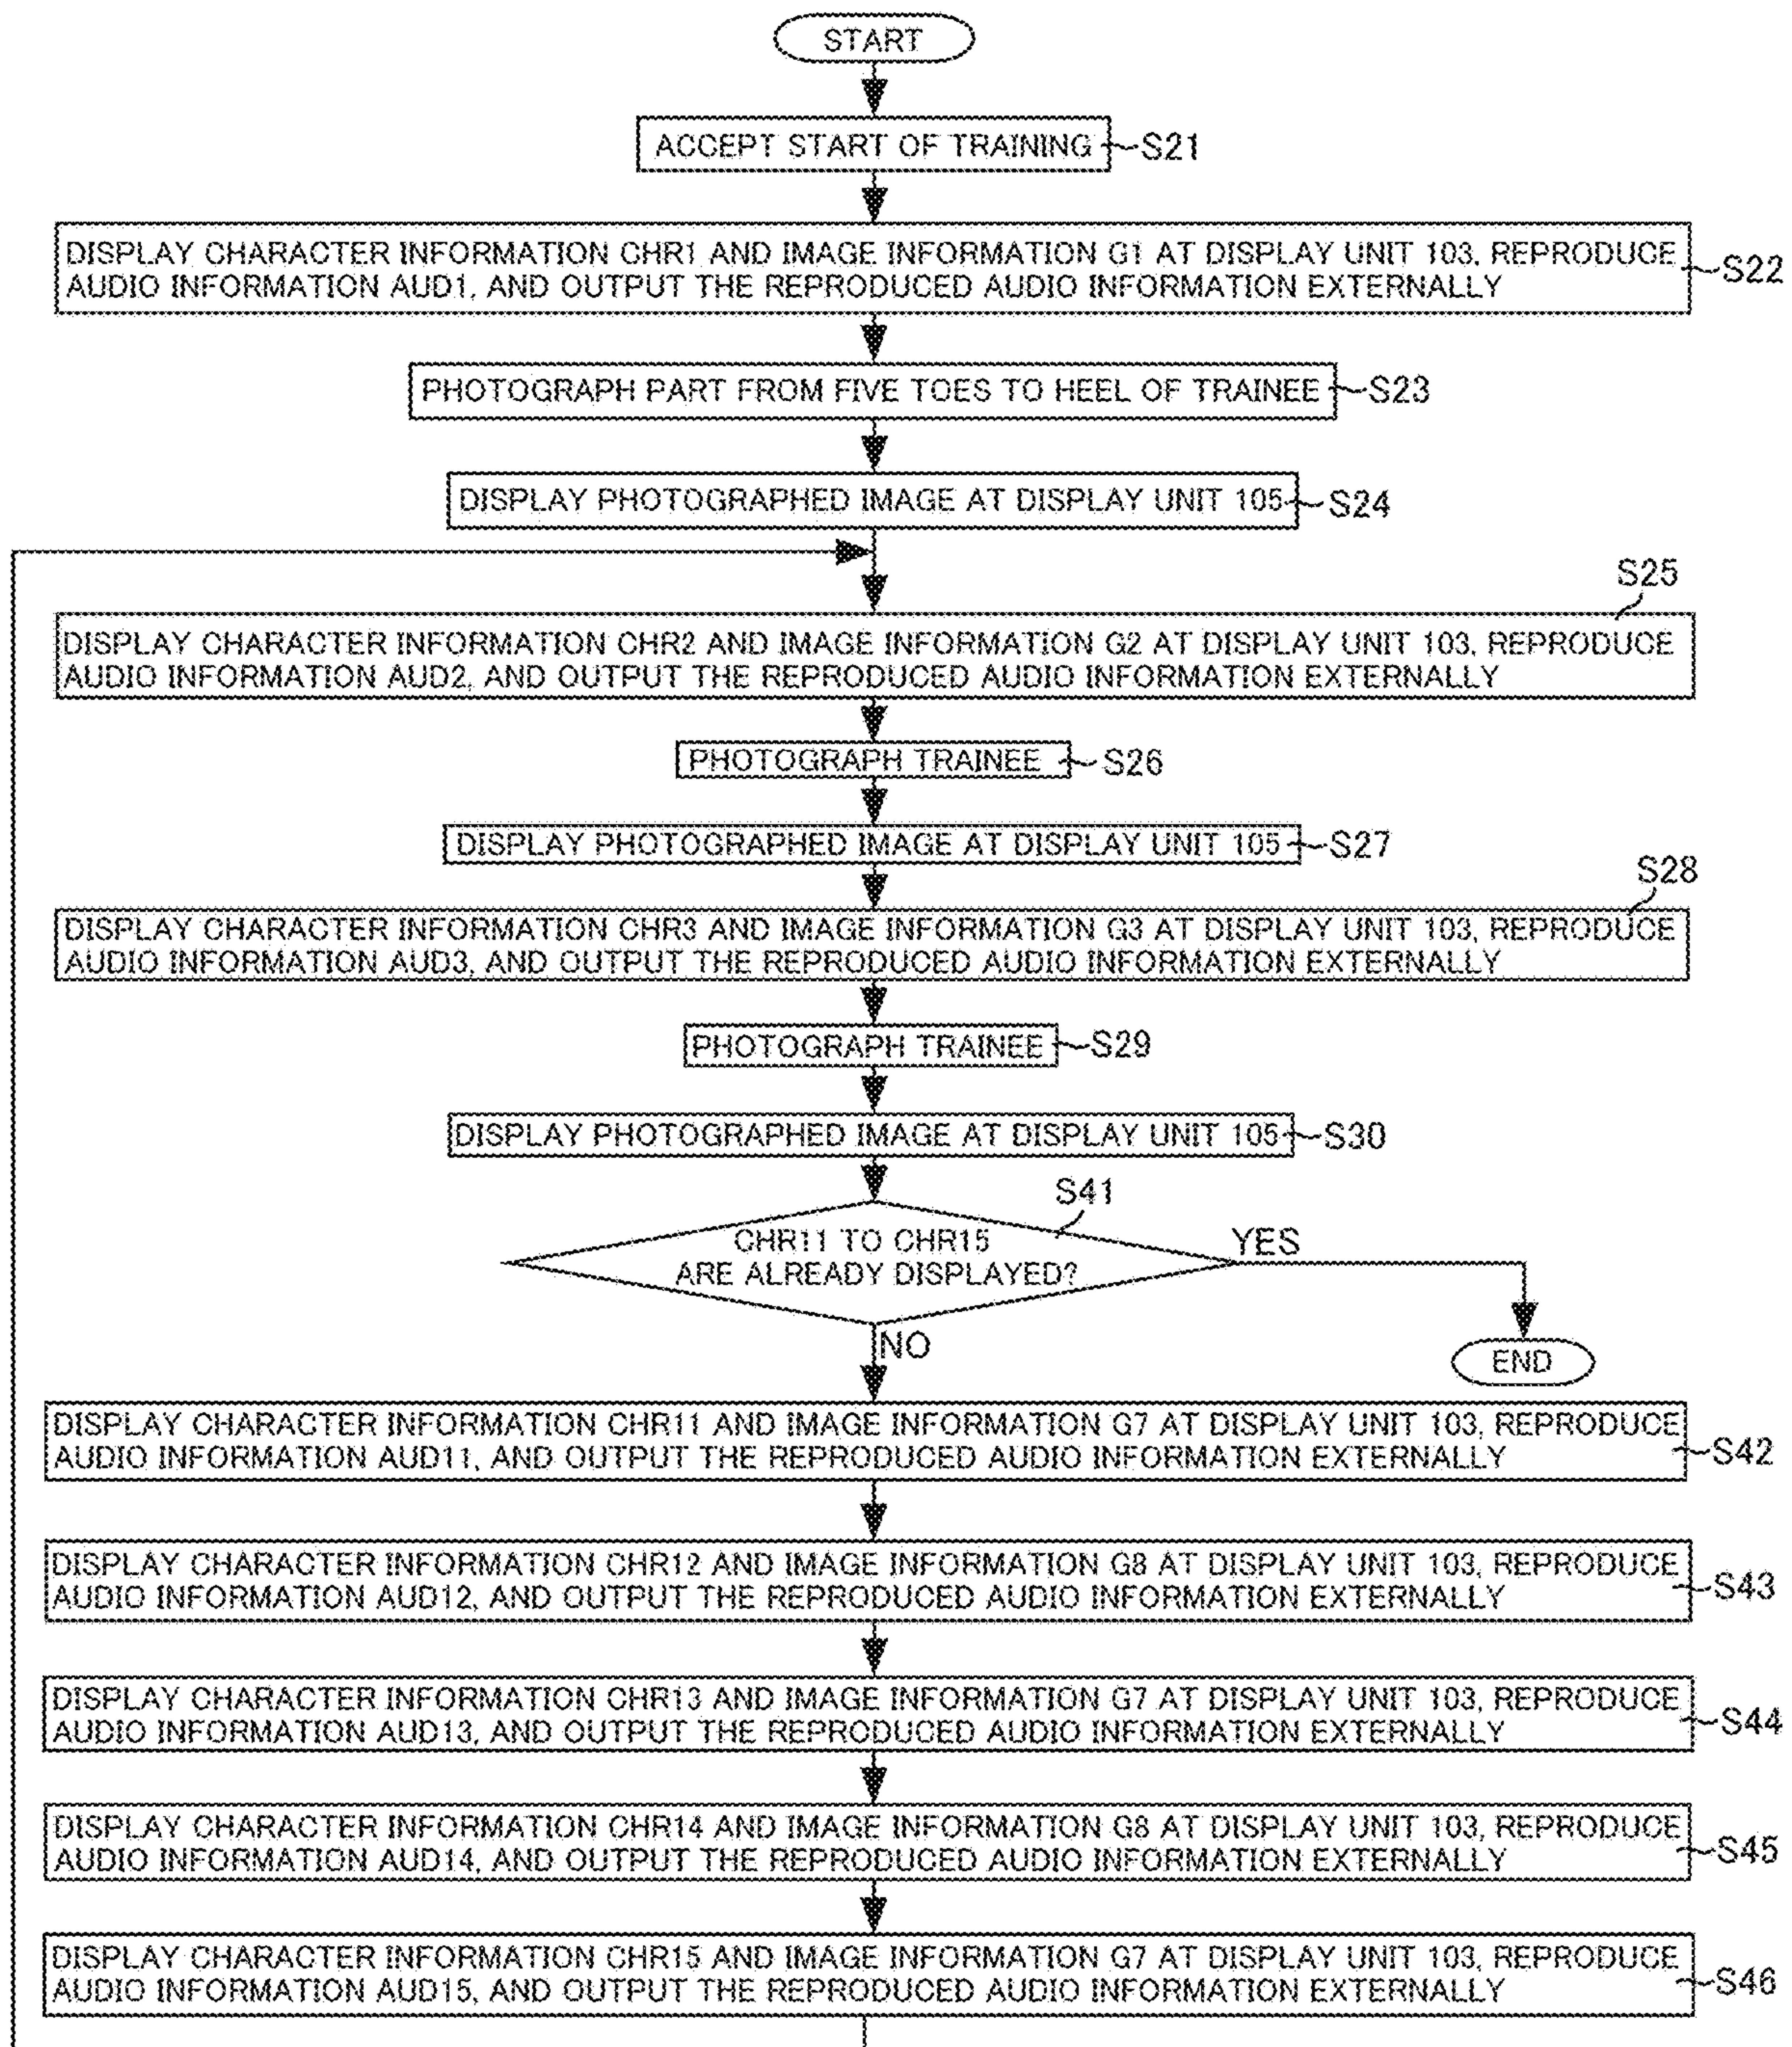 START
ACCEPT START OF TRAINING
S21
DISPLAY CHARACTER INFORMATION CHR1 AND IMAGE INFORMATION G1 AT DISPLAY UNIT 103, REPRODUCE
AUDIO INFORMATION AUD1, AND OUTPUT THE REPRODUCED AUDIO INFORMATION EXTERNALLY
S22
PHOTOGRAPH PART FROM FIVE TOES TO HEEL OF TRAINEE
S23
DISPLAY PHOTOGRAPHED IMAGE AT DISPLAY UNIT 105
S24
S25
DISPLAY CHARACTER INFORMATION CHR2 AND IMAGE INFORMATION G2 AT DISPLAY UNIT 103, REPRODUCE
AUDIO INFORMATION AUD2, AND OUTPUT THE REPRODUCED AUDIO INFORMATION EXTERNALLY
PHOTOGRAPH TRAINEE
S26
DISPLAY PHOTOGRAPHED IMAGE AT DISPLAY UNIT 105
S27
S28
DISPLAY CHARACTER INFORMATION CHR3 AND IMAGE INFORMATION G3 AT DISPLAY UNIT 103, REPRODUCE
AUDIO INFORMATION AUD3, AND OUTPUT THE REPRODUCED AUDIO INFORMATION EXTERNALLY
PHOTOGRAPH TRAINEE
S29
DISPLAY PHOTOGRAPHED IMAGE AT DISPLAY UNIT 105
S30
S41
CHR11 TO CHR15
ARE ALREADY DISPLAYED?
YES
NO
END
DISPLAY CHARACTER INFORMATION CHR11 AND IMAGE INFORMATION G7 AT DISPLAY UNIT 103, REPRODUCE
AUDIO INFORMATION AUD11, AND OUTPUT THE REPRODUCED AUDIO INFORMATION EXTERNALLY
S42
DISPLAY CHARACTER INFORMATION CHR12 AND IMAGE INFORMATION G8 AT DISPLAY UNIT 103, REPRODUCE
AUDIO INFORMATION AUD12, AND OUTPUT THE REPRODUCED AUDIO INFORMATION EXTERNALLY
S43
DISPLAY CHARACTER INFORMATION CHR13 AND IMAGE INFORMATION G7 AT DISPLAY UNIT 103, REPRODUCE
AUDIO INFORMATION AUD13, AND OUTPUT THE REPRODUCED AUDIO INFORMATION EXTERNALLY
S44
DISPLAY CHARACTER INFORMATION CHR14 AND IMAGE INFORMATION G8 AT DISPLAY UNIT 103, REPRODUCE
AUDIO INFORMATION AUD14, AND OUTPUT THE REPRODUCED AUDIO INFORMATION EXTERNALLY
S45
DISPLAY CHARACTER INFORMATION CHR15 AND IMAGE INFORMATION G7 AT DISPLAY UNIT 103, REPRODUCE
AUDIO INFORMATION AUD15, AND OUTPUT THE REPRODUCED AUDIO INFORMATION EXTERNALLY
S46